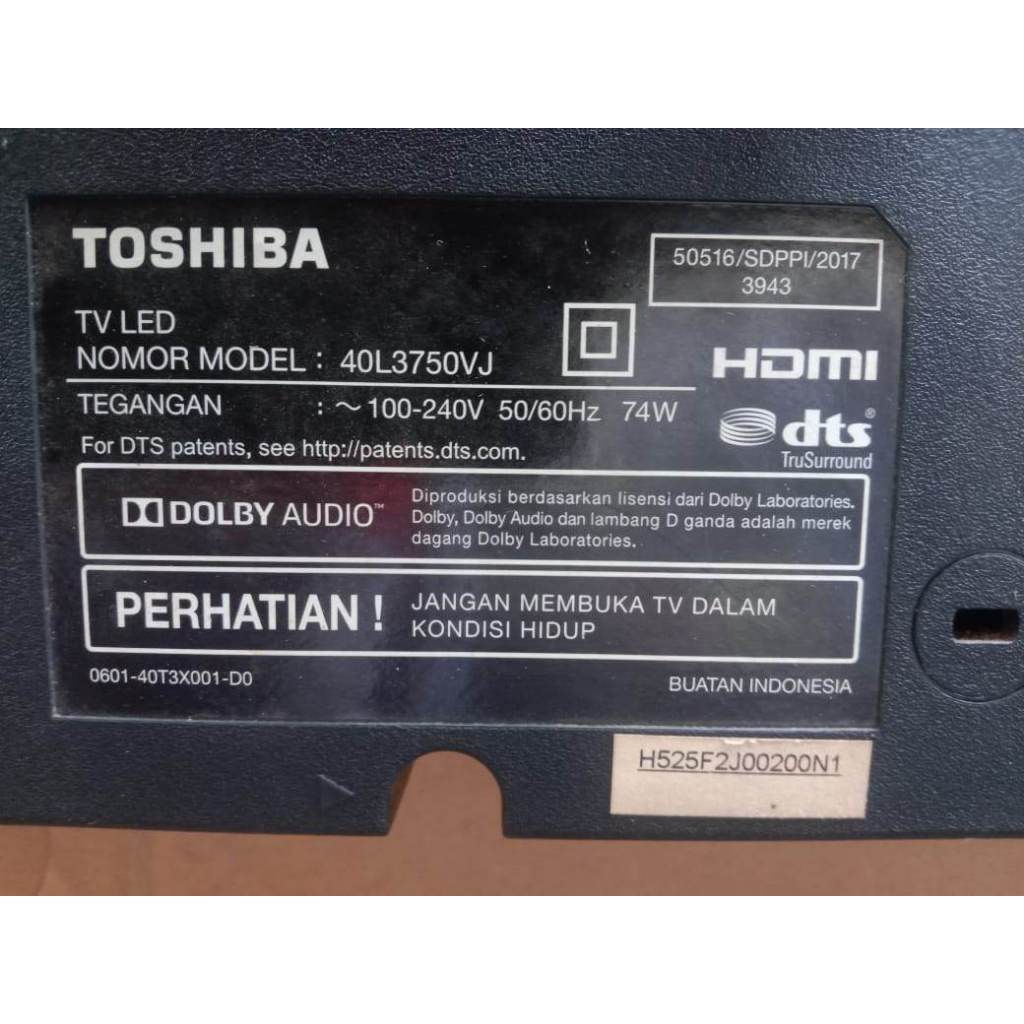 TOSHIBA
50516/SDPPI/2017
3943
TV LED
NOMOR MODEL : 40L3750VJ
HDMI
TEGANGAN : ~ 100-240V 50/60Hz 74W
dts®
TruSurround
For DTS patents, see http://patents.dts.com.
DOLBY AUDIO™
Diproduksi berdasarkan lisensi dari Dolby Laboratories.
Dolby, Dolby Audio dan lambang D ganda adalah merek
dagang Dolby Laboratories.
PERHATIAN !
JANGAN MEMBUKA TV DALAM
KONDISI HIDUP
0601-40T3X001-D0
BUATAN INDONESIA
H525F2J00200N1